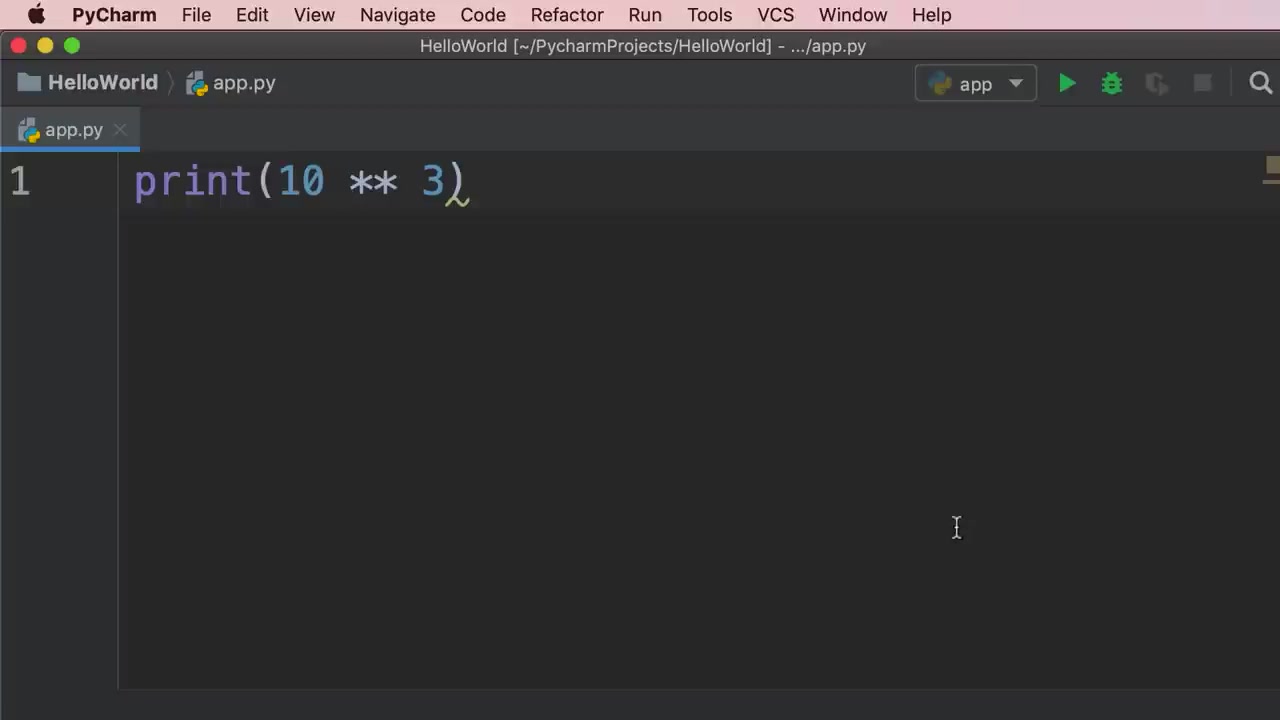 PyCharm File Edit View Navigate Code Refactor Run Tools VCS Window Help
HelloWorld [~/PycharmProjects/HelloWorld] - .../app.py
HelloWorld app.py app
app.py
1 print(10 ** 3)